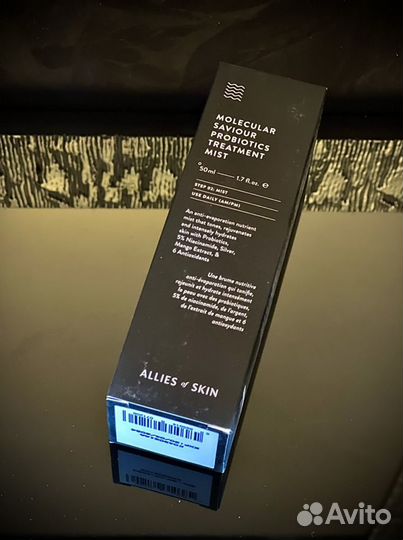 MOLECULAR
SAVIOUR
PROBIOTICS
TREATMENT
MIST
50ml — 1.7 fl.oz. ℮
STEP 02: MIST
USE DAILY (AM/PM)
An anti-evaporation nutrient
mist that tones, rejuvenates
and intensely hydrates
skin with Probiotics,
5% Niacinamide, Silver,
Mango Extract, &
6 Antioxidants
Une brume nutritive
anti-évaporation qui tonifie,
rajeunit et hydrate intensément
la peau avec des probiotiques,
5% de niacinamide, de l'argent,
de l'extrait de mangue et 6
antioxydants
ALLIES of SKIN
Avito